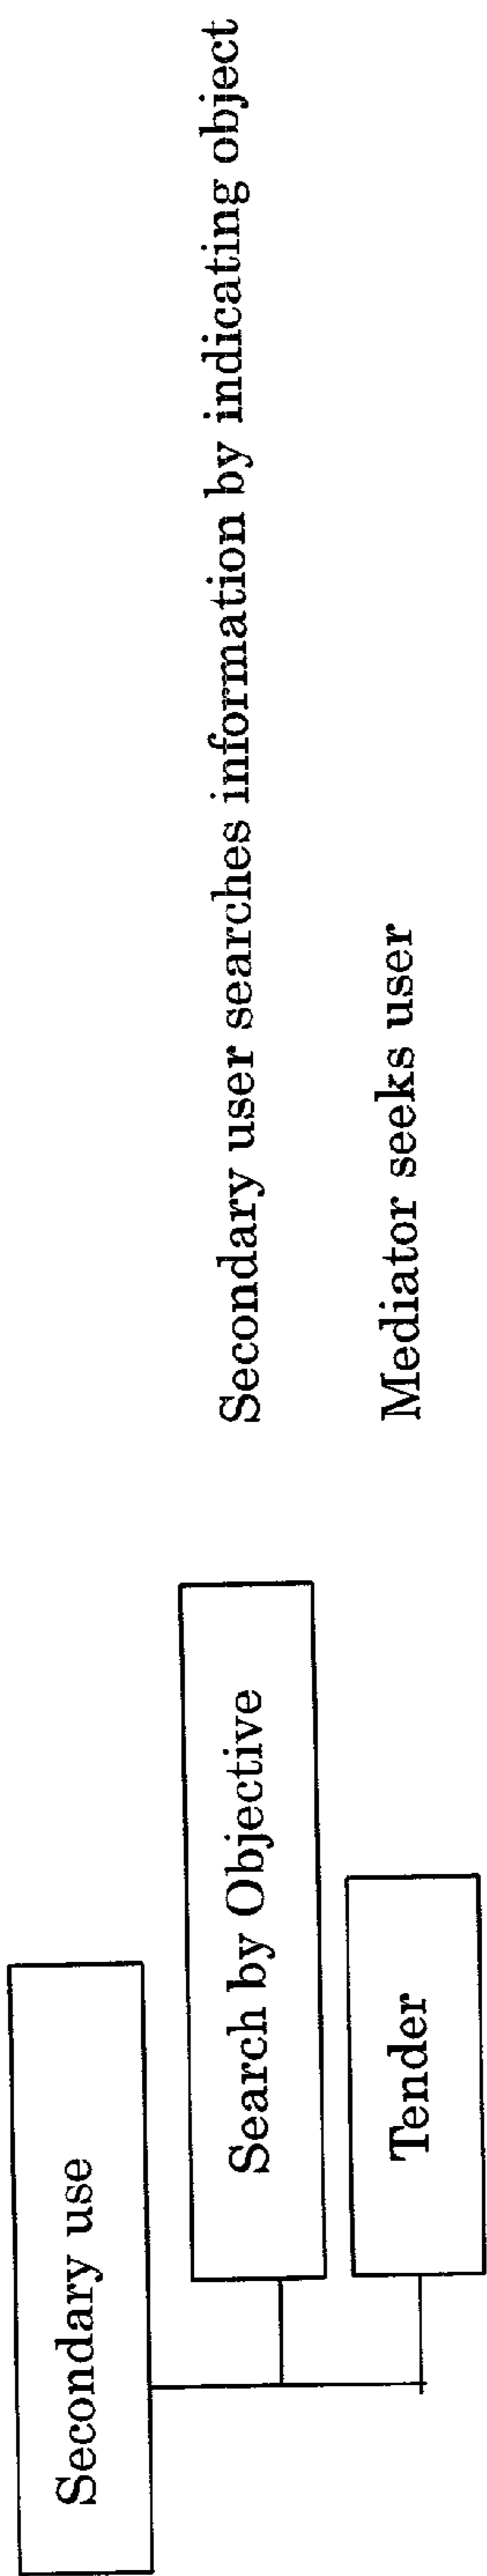 Secondary use
Search by Objective
Secondary user searches information by indicating object
Tender
Mediator seeks user